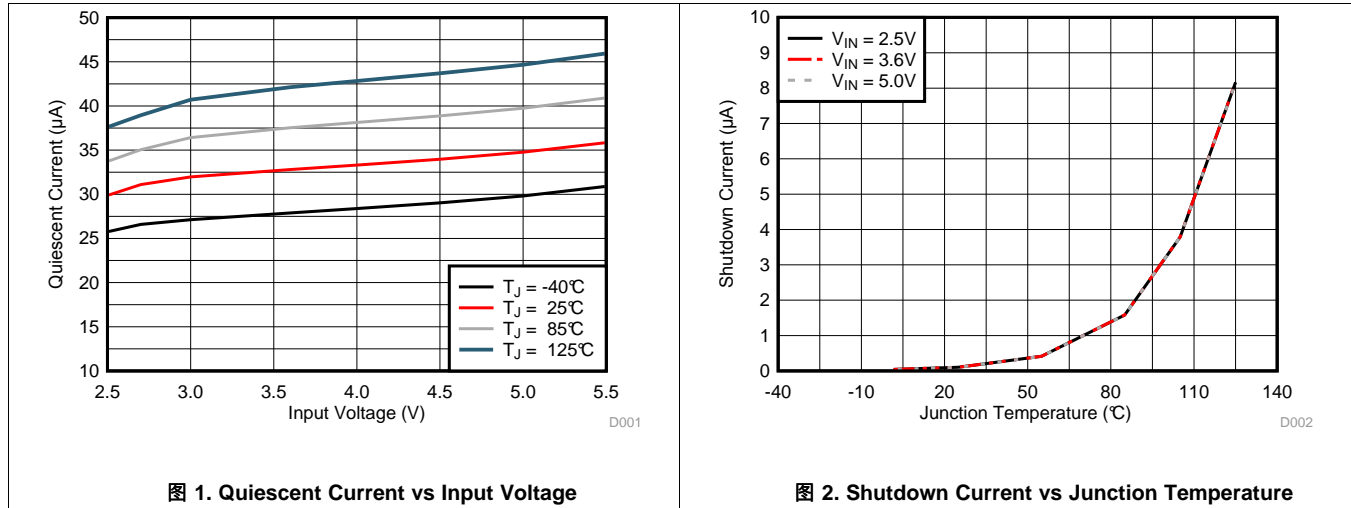 50
45
40
35
30
25
20
15
10
Quiescent Current (µA)
2.5 3.0 3.5 4.0 4.5 5.0 5.5
Input Voltage (V)
TJ = -40°C
TJ = 25°C
TJ = 85°C
TJ = 125°C
D001
图 1. Quiescent Current vs Input Voltage
10
9
8
7
6
5
4
3
2
1
0
Shutdown Current (µA)
-40 -10 20 50 80 110 140
Junction Temperature (°C)
VIN = 2.5V
VIN = 3.6V
VIN = 5.0V
D002
图 2. Shutdown Current vs Junction Temperature